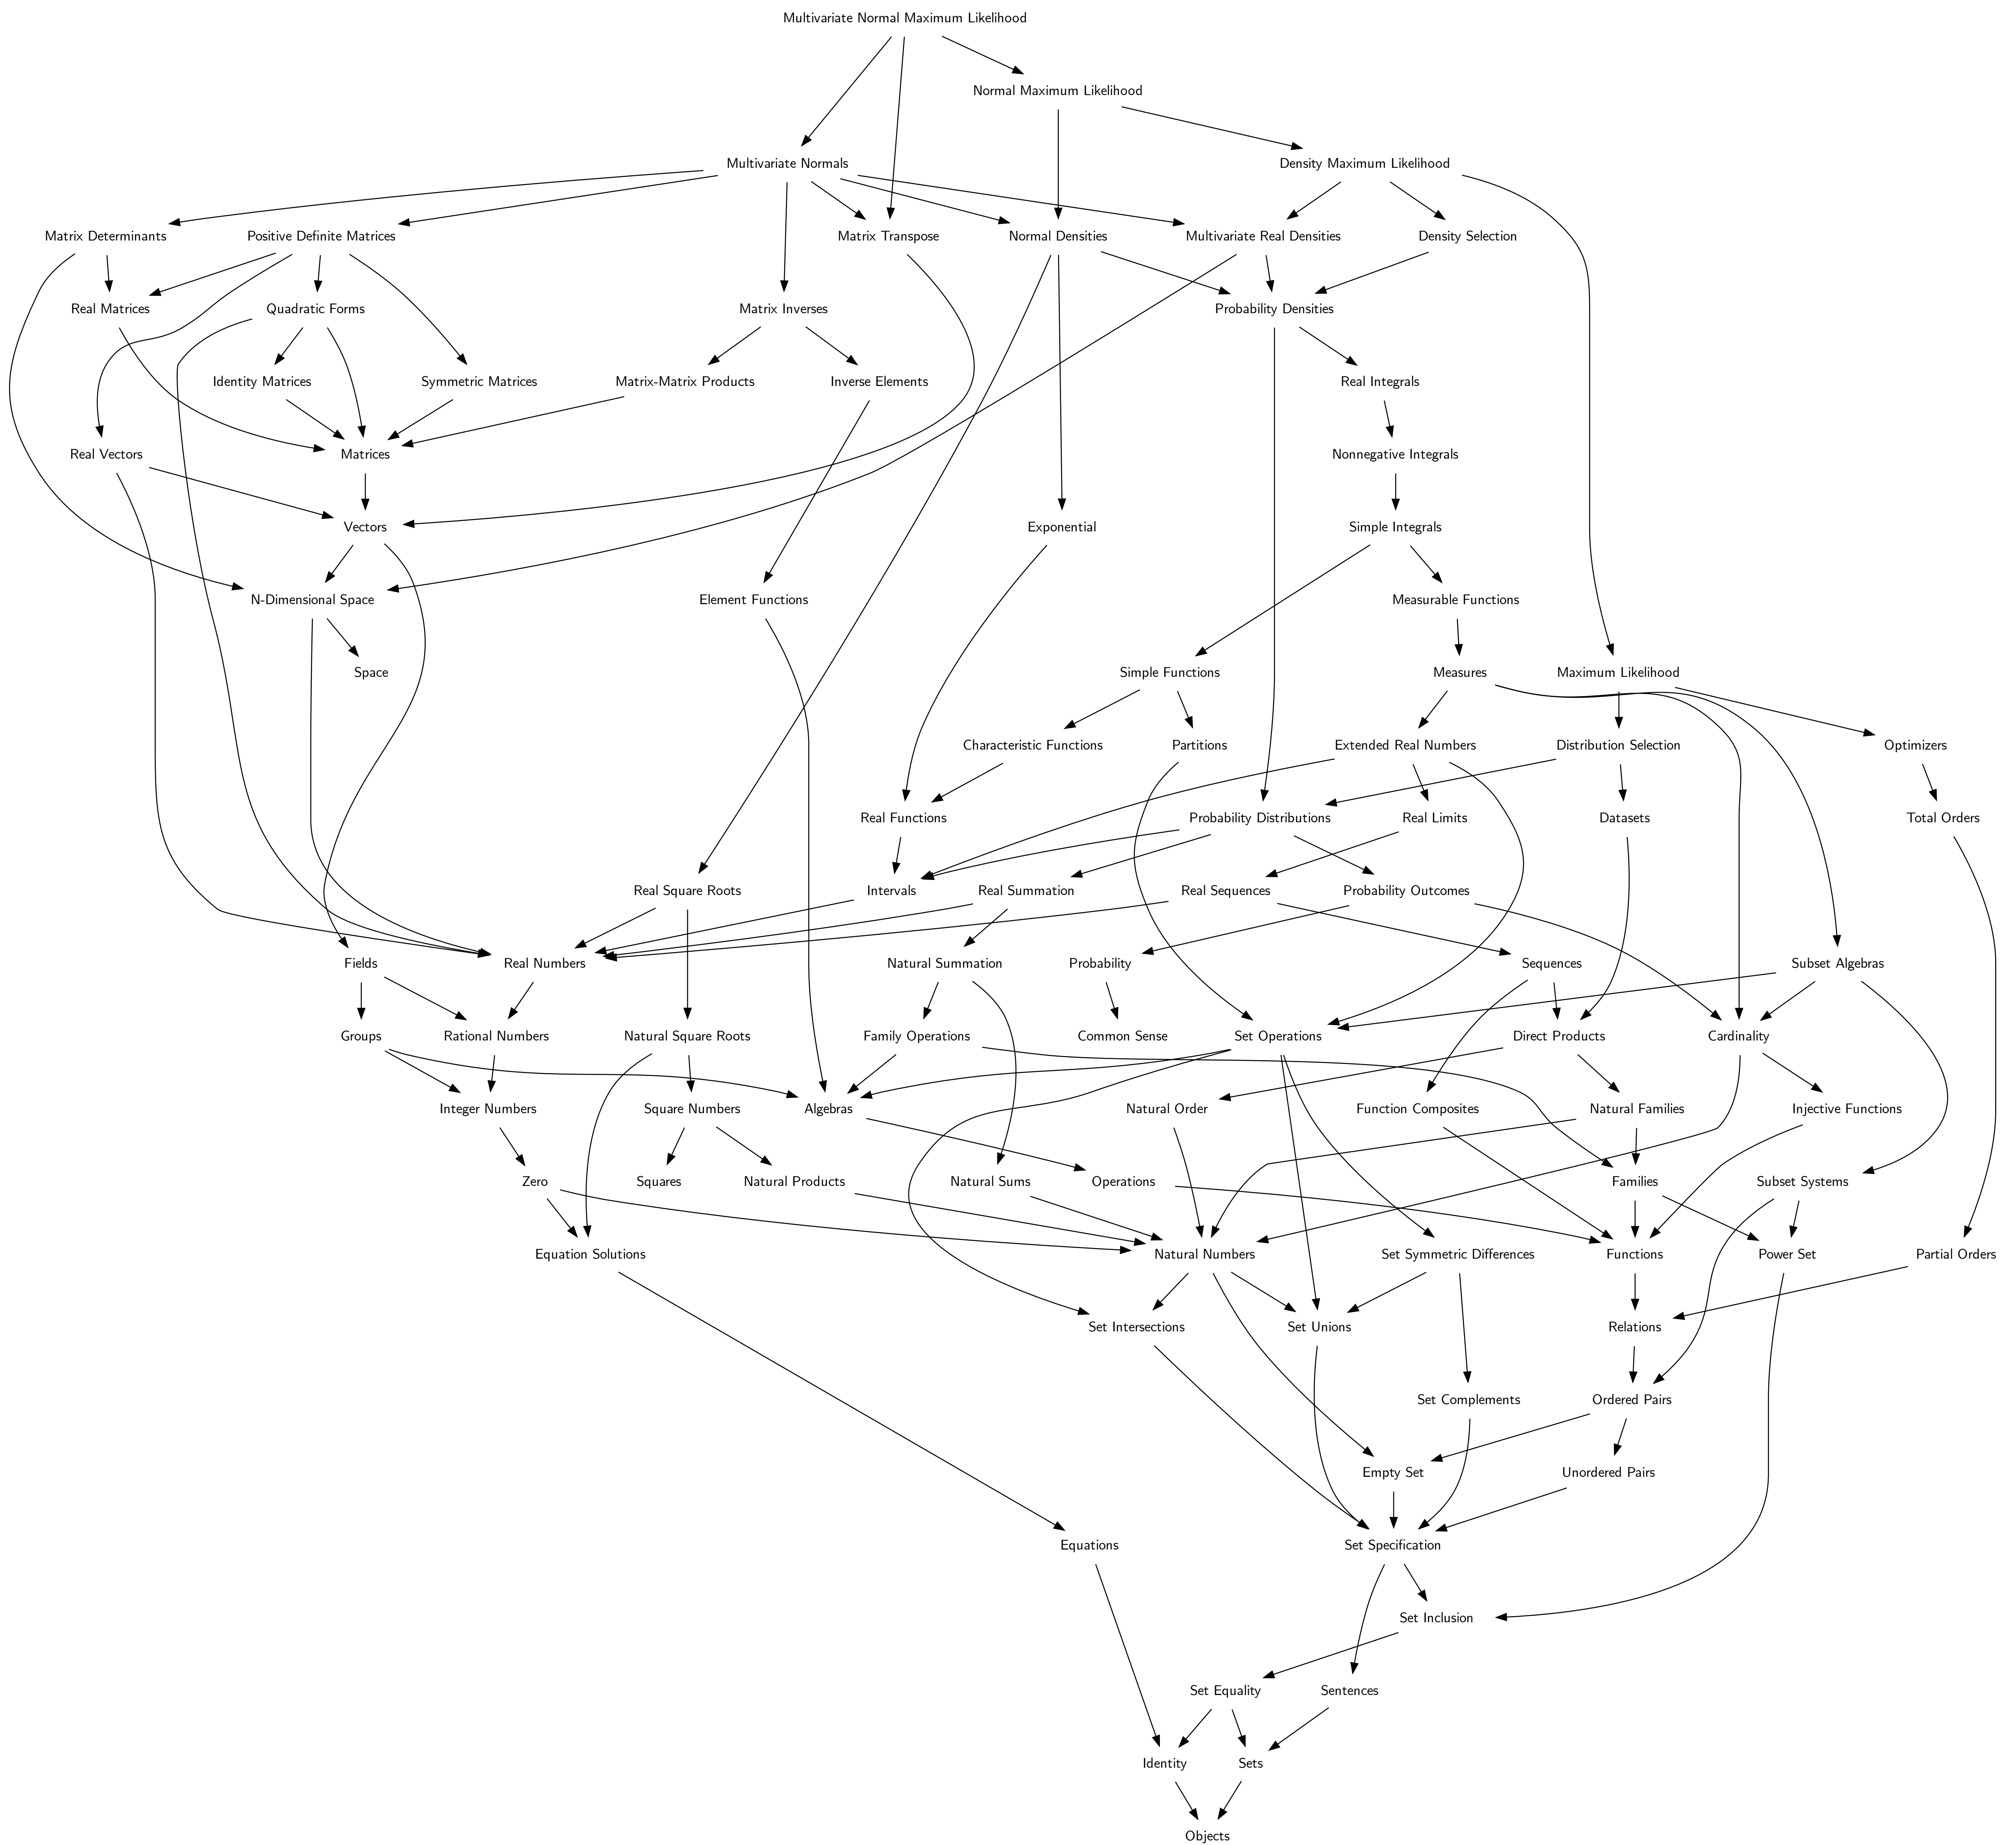 Multivariate Normal Maximum Likelihood
Normal Maximum Likelihood
Multivariate Normals
Density Maximum Likelihood
Matrix Determinants
Positive Definite Matrices
Matrix Transpose
Normal Densities
Multivariate Real Densities
Density Selection
Real Matrices
Quadratic Forms
Matrix Inverses
Probability Densities
Identity Matrices
Symmetric Matrices
Matrix-Matrix Products
Inverse Elements
Real Integrals
Real Vectors
Matrices
Nonnegative Integrals
Vectors
Exponential
Simple Integrals
N-Dimensional Space
Element Functions
Measurable Functions
Space
Simple Functions
Measures
Maximum Likelihood
Characteristic Functions
Partitions
Extended Real Numbers
Distribution Selection
Optimizers
Real Functions
Probability Distributions
Real Limits
Datasets
Total Orders
Real Square Roots
Intervals
Real Summation
Real Sequences
Probability Outcomes
Fields
Real Numbers
Natural Summation
Probability
Sequences
Subset Algebras
Groups
Rational Numbers
Natural Square Roots
Family Operations
Common Sense
Set Operations
Direct Products
Cardinality
Integer Numbers
Square Numbers
Algebras
Natural Order
Function Composites
Natural Families
Injective Functions
Zero
Squares
Natural Products
Natural Sums
Operations
Families
Subset Systems
Equation Solutions
Natural Numbers
Set Symmetric Differences
Functions
Power Set
Partial Orders
Set Intersections
Set Unions
Relations
Set Complements
Ordered Pairs
Empty Set
Unordered Pairs
Equations
Set Specification
Set Inclusion
Set Equality
Sentences
Identity
Sets
Objects